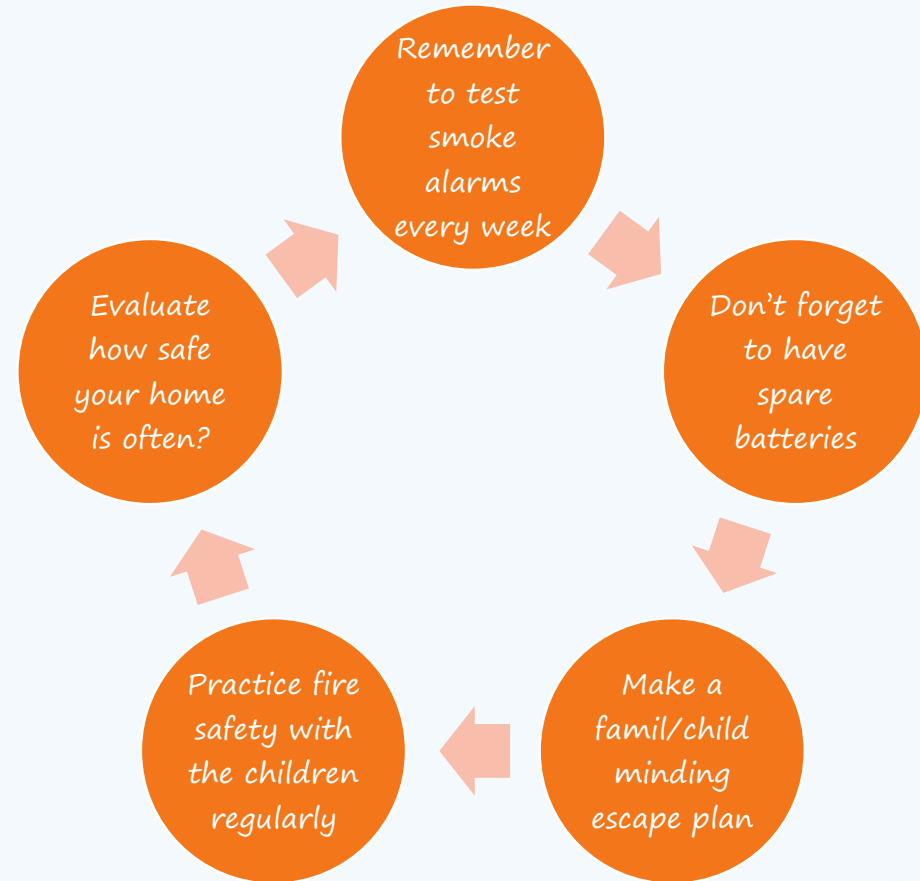 Remember
to test
smoke
alarms
every week
Don't forget
to have
spare
batteries
Make a
famil/child
minding
escape plan
Practice fire
safety with
the children
regularly
Evaluate
how safe
your home
is often?